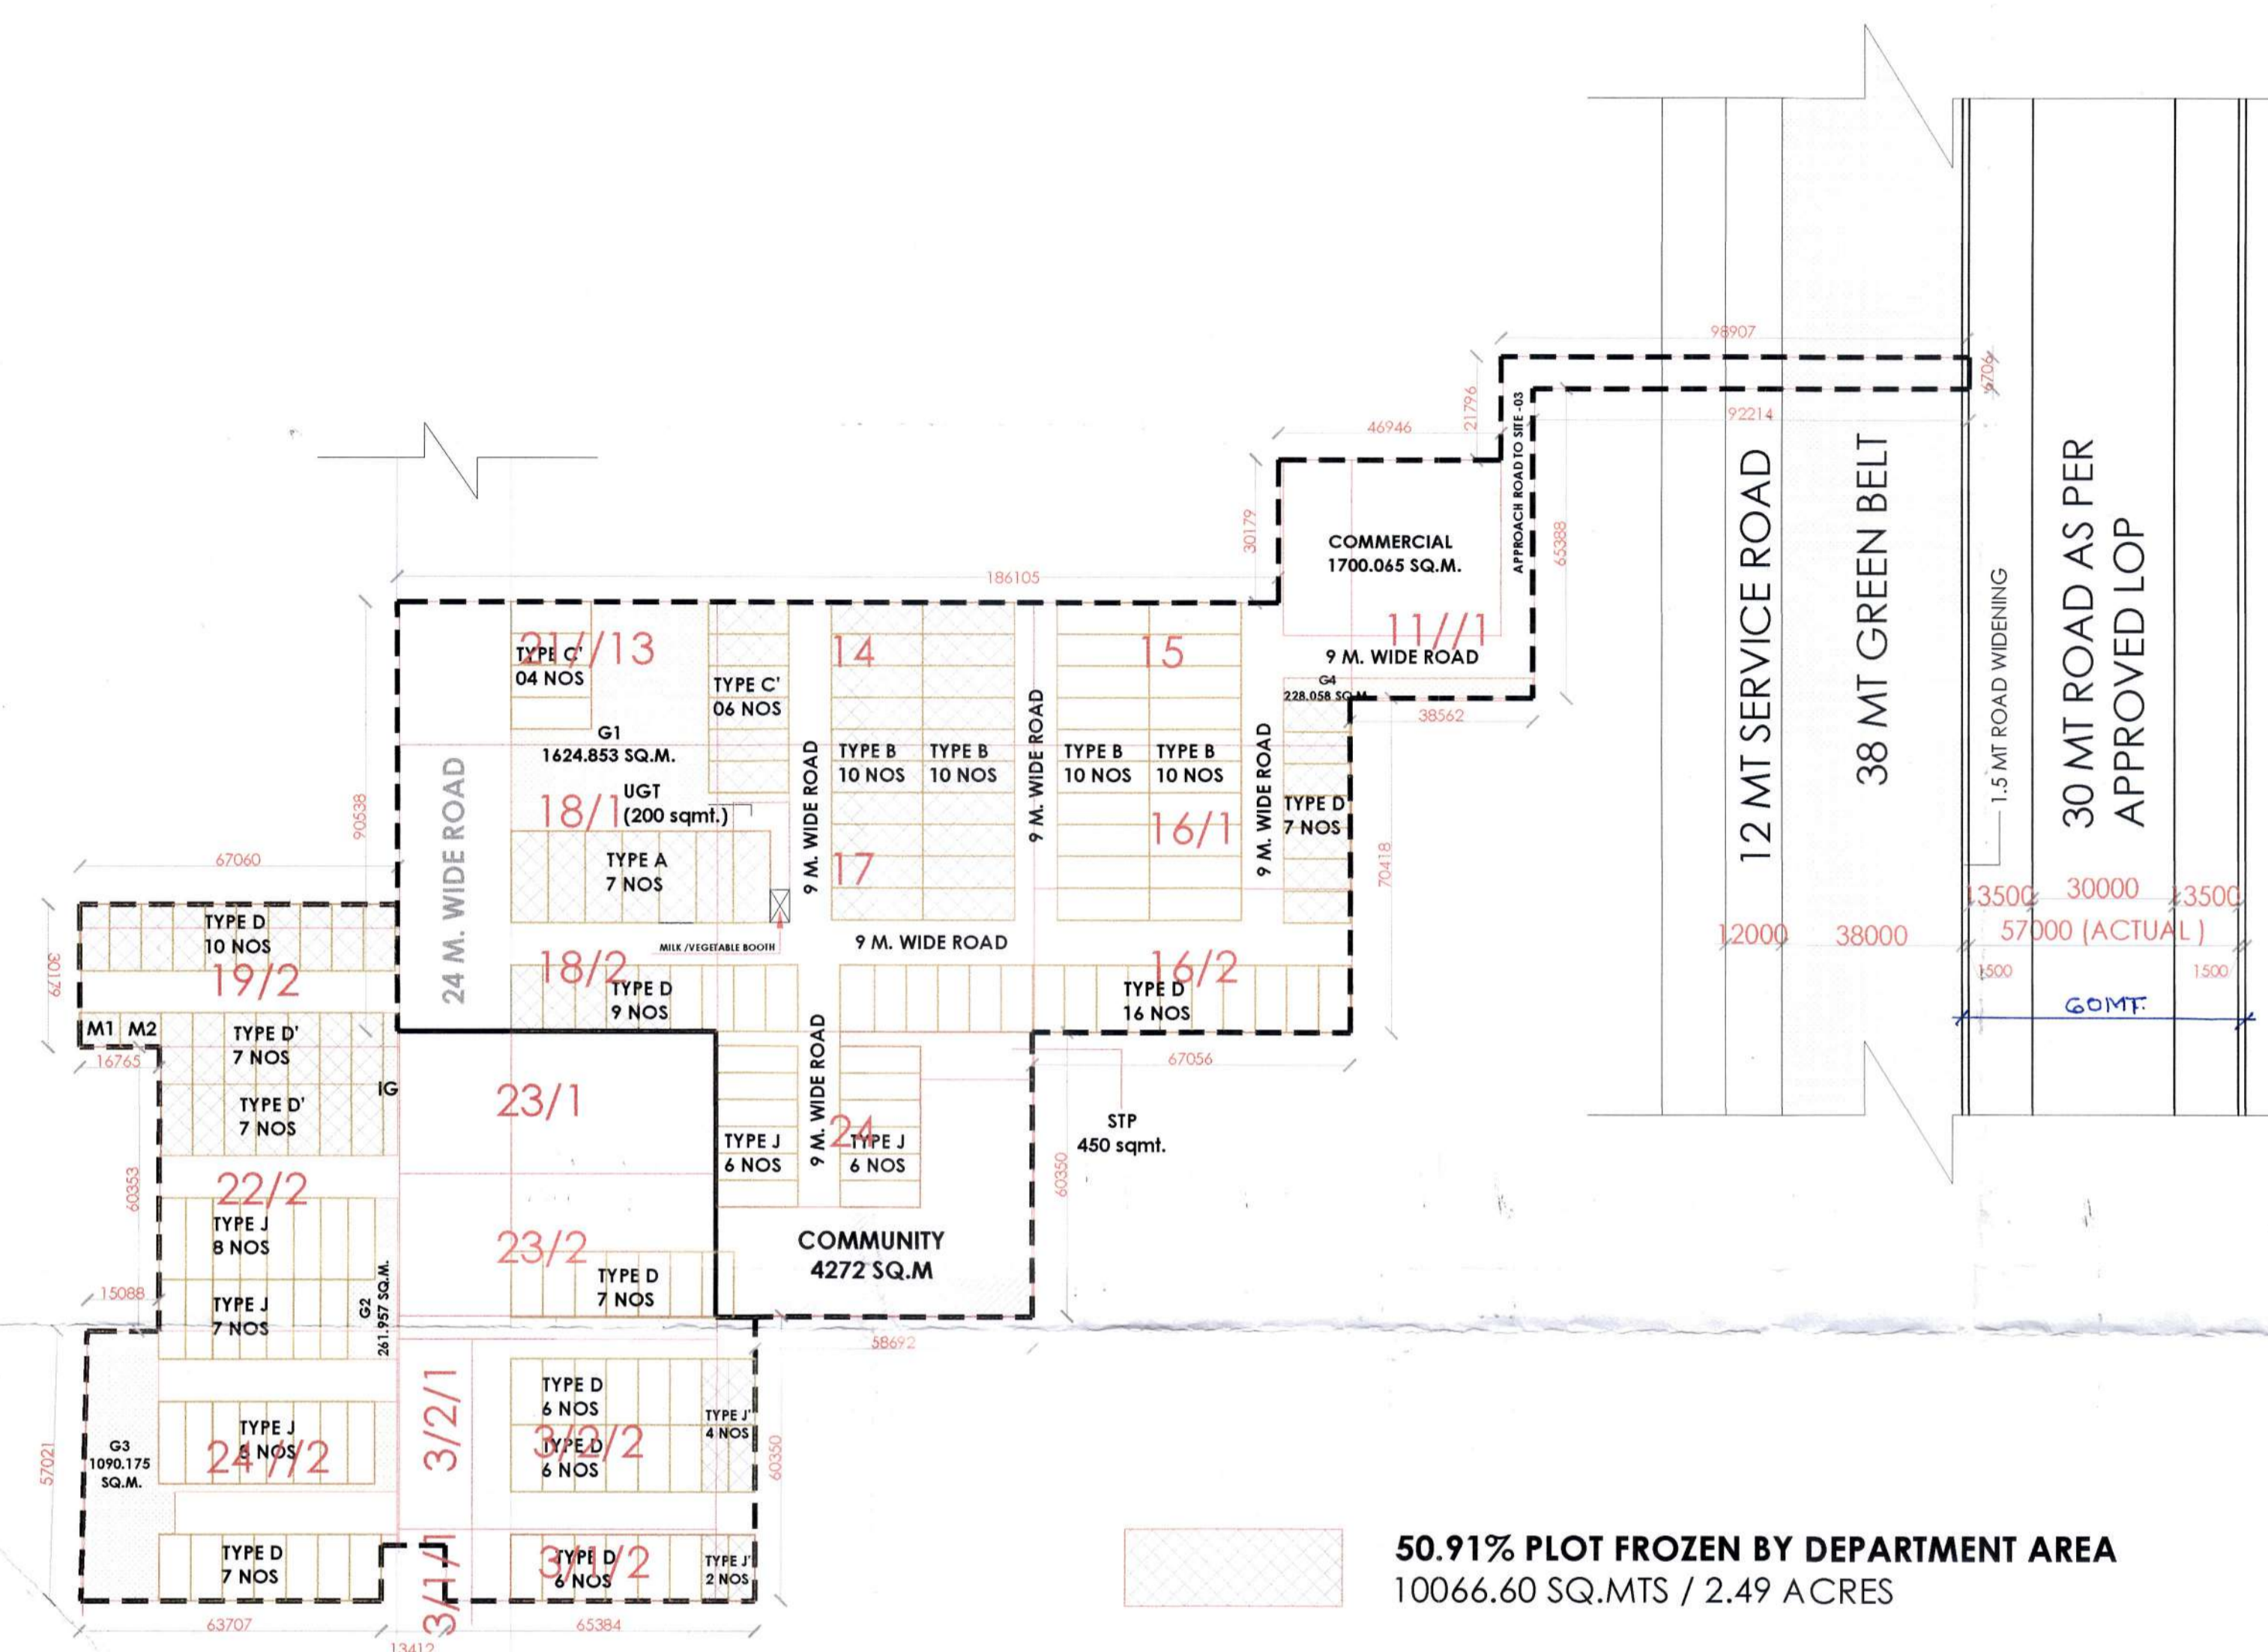 98907
6706
92214
21796
46946
APPROACH ROAD TO SITE -03
30179
65388
COMMERCIAL
1700.065 SQ.M.
186105
11//1
9 M. WIDE ROAD
G4
228.058 SQ.M.
38562
21//13
TYPE C'
04 NOS
TYPE C'
06 NOS
14
15
G1
1624.853 SQ.M.
UGT
(200 sqmt.)
18/1
TYPE A
7 NOS
24 M. WIDE ROAD
90538
9 M. WIDE ROAD
TYPE B
10 NOS
TYPE B
10 NOS
9 M. WIDE ROAD
TYPE B
10 NOS
TYPE B
10 NOS
9 M. WIDE ROAD
TYPE D
7 NOS
16/1
17
70418
MILK /VEGETABLE BOOTH
9 M. WIDE ROAD
67060
TYPE D
10 NOS
19/2
30179
M1 M2
16765
18/2
TYPE D
9 NOS
16/2
TYPE D
16 NOS
67056
TYPE D'
7 NOS
TYPE D'
7 NOS
IG
23/1
9 M. WIDE ROAD
24
TYPE J
6 NOS
TYPE J
6 NOS
STP
450 sqmt.
60350
60353
22/2
TYPE J
8 NOS
TYPE J
7 NOS
G2
261.957 SQ.M.
15088
23/2
TYPE D
7 NOS
COMMUNITY
4272 SQ.M
58692
57021
G3
1090.175
SQ.M.
TYPE J
8 NOS
24 //2
3/2/1
TYPE D
6 NOS
TYPE D
6 NOS
3/2/2
TYPE J'
4 NOS
60350
TYPE D
7 NOS
3/1/1
3/1/2
TYPE D
6 NOS
TYPE J'
2 NOS
63707
13412
65384
12 MT SERVICE ROAD
38 MT GREEN BELT
1.5 MT ROAD WIDENING
30 MT ROAD AS PER
APPROVED LOP
13500 30000 13500
12000 38000 57000 (ACTUAL )
1500 1500
60MT.
50.91% PLOT FROZEN BY DEPARTMENT AREA
10066.60 SQ.MTS / 2.49 ACRES